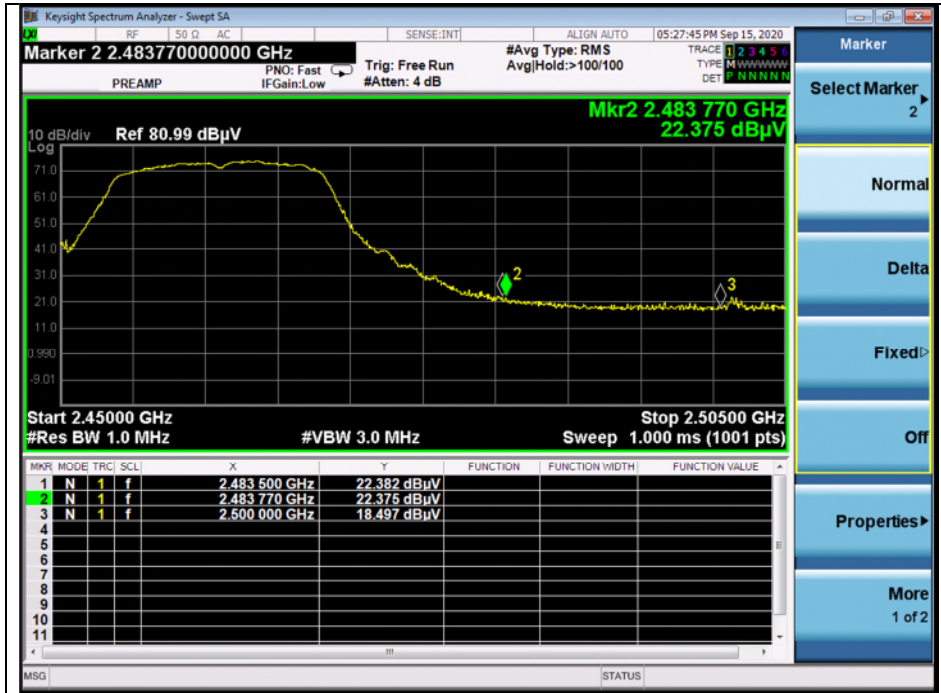 Keysight Spectrum Analyzer - Swept SA
LXI RF 50 Ω AC SENSE:INT ALIGN AUTO 05:27:45 PM Sep 15, 2020
Marker 2 2.483770000000 GHz
PREAMP
PNO: Fast
IFGain:Low
Trig: Free Run
#Atten: 4 dB
#Avg Type: RMS
Avg|Hold:>100/100
TRACE 1 2 3 4 5 6
TYPE M WWWWW
DET P N N N N N
Mkr2 2.483 770 GHz
22.375 dBµV
10 dB/div Ref 80.99 dBµV
Log
71.0
61.0
51.0
41.0
31.0
21.0
11.0
0.990
-9.01
2
3
Start 2.45000 GHz Stop 2.50500 GHz
#Res BW 1.0 MHz #VBW 3.0 MHz Sweep 1.000 ms (1001 pts)
MKR MODE TRC SCL X Y FUNCTION FUNCTION WIDTH FUNCTION VALUE
1 N 1 f 2.483 500 GHz 22.382 dBµV
2 N 1 f 2.483 770 GHz 22.375 dBµV
3 N 1 f 2.500 000 GHz 18.497 dBµV
4
5
6
7
8
9
10
11
MSG STATUS
Marker
Select Marker
2
Normal
Delta
Fixed
Off
Properties
More
1 of 2